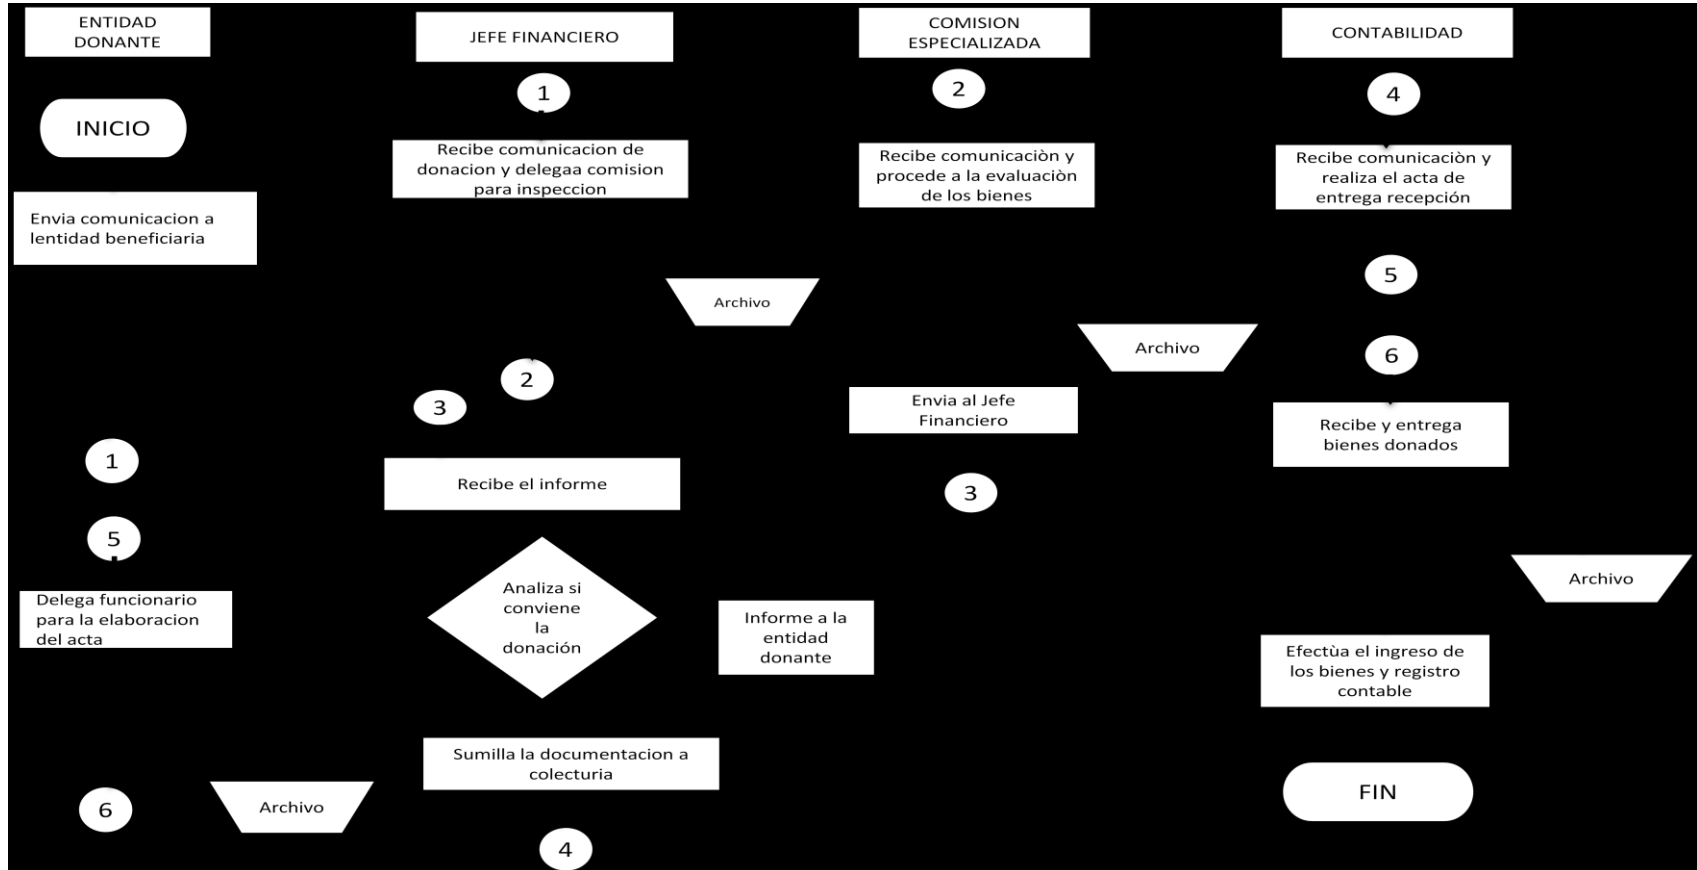 ENTIDAD
DONANTE
INICIO
Envia comunicacion a
lentidad beneficiaria
1
5
Delega funcionario
para la elaboracion
del acta
6
Archivo
JEFE FINANCIERO
1
Recibe comunicacion de
donacion y delegaa comision
para inspeccion
Archivo
2
3
Recibe el informe
Analiza si
conviene
la
donación
Informe a la
entidad
donante
Sumilla la documentacion a
colecturia
4
COMISION
ESPECIALIZADA
2
Recibe comunicaciòn y
procede a la evaluaciòn
de los bienes
Archivo
Envia al Jefe
Financiero
3
CONTABILIDAD
4
Recibe comunicaciòn y
realiza el acta de
entrega recepción
5
6
Recibe y entrega
bienes donados
Archivo
Efectùa el ingreso de
los bienes y registro
contable
FIN